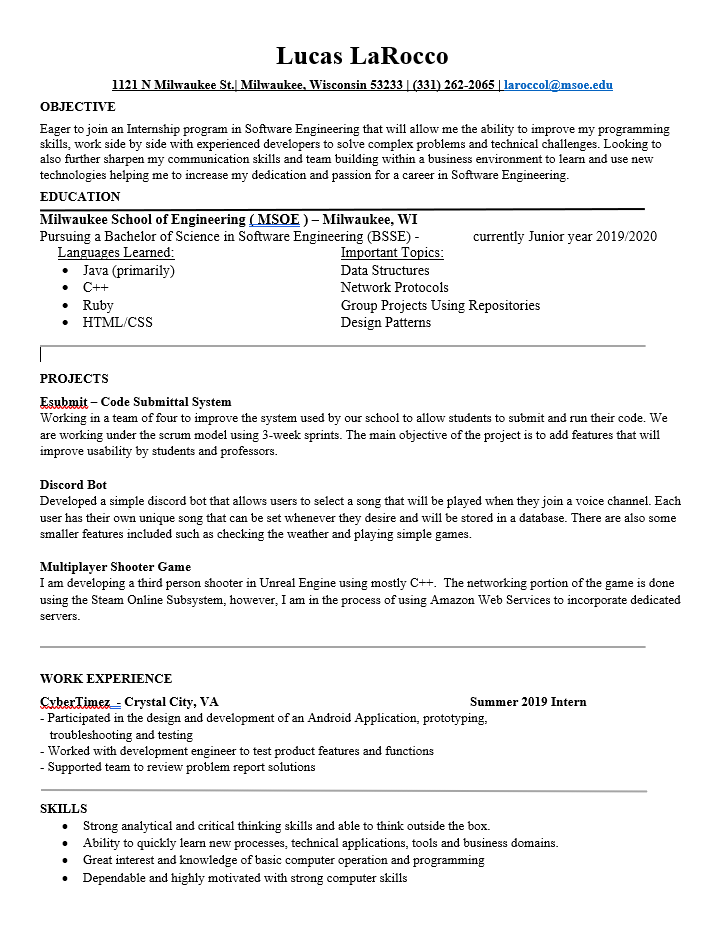 Lucas LaRocco
1121 N Milwaukee St.| Milwaukee, Wisconsin 53233 | (331) 262-2065 | laroccol@msoe.edu
OBJECTIVE
Eager to join an Internship program in Software Engineering that will allow me the ability to improve my programming
skills, work side by side with experienced developers to solve complex problems and technical challenges. Looking to
also further sharpen my communication skills and team building within a business environment to learn and use new
technologies helping me to increase my dedication and passion for a career in Software Engineering.
EDUCATION
Milwaukee School of Engineering ( MSOE ) – Milwaukee, WI
Pursuing a Bachelor of Science in Software Engineering (BSSE) - currently Junior year 2019/2020
Languages Learned: Important Topics:
• Java (primarily) Data Structures
• C++ Network Protocols
• Ruby Group Projects Using Repositories
• HTML/CSS Design Patterns
PROJECTS
Esubmit – Code Submittal System
Working in a team of four to improve the system used by our school to allow students to submit and run their code. We
are working under the scrum model using 3-week sprints. The main objective of the project is to add features that will
improve usability by students and professors.
Discord Bot
Developed a simple discord bot that allows users to select a song that will be played when they join a voice channel. Each
user has their own unique song that can be set whenever they desire and will be stored in a database. There are also some
smaller features included such as checking the weather and playing simple games.
Multiplayer Shooter Game
I am developing a third person shooter in Unreal Engine using mostly C++. The networking portion of the game is done
using the Steam Online Subsystem, however, I am in the process of using Amazon Web Services to incorporate dedicated
servers.
WORK EXPERIENCE
CyberTimez - Crystal City, VA Summer 2019 Intern
- Participated in the design and development of an Android Application, prototyping,
troubleshooting and testing
- Worked with development engineer to test product features and functions
- Supported team to review problem report solutions
SKILLS
• Strong analytical and critical thinking skills and able to think outside the box.
• Ability to quickly learn new processes, technical applications, tools and business domains.
• Great interest and knowledge of basic computer operation and programming
• Dependable and highly motivated with strong computer skills